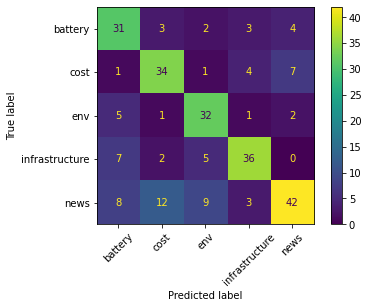 battery 31 3 2 3 4
cost 1 34 1 4 7
env 5 1 32 1 2
infrastructure 7 2 5 36 0
news 8 12 9 3 42
True label
battery cost env infrastructure news
Predicted label
40
35
30
25
20
15
10
5
0